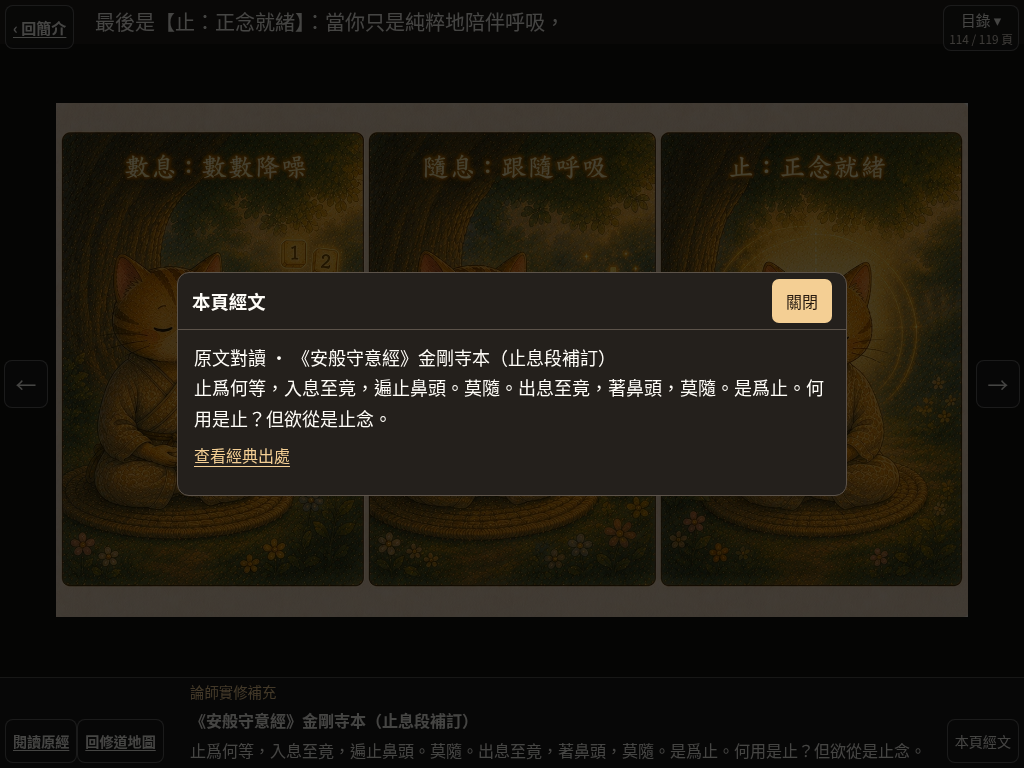 ‹ 回簡介
最後是【止：正念就緒】：當你只是純粹地陪伴呼吸，
目錄 ▾
114 / 119 頁
數息：數數降噪
隨息：跟隨呼吸
止：正念就緒
1
2
本頁經文
關閉
原文對讀 · 《安般守意經》金剛寺本（止息段補訂）
止爲何等，入息至竟，遍止鼻頭。莫隨。出息至竟，著鼻頭，莫隨。是爲止。何
用是止？但欲從是止念。
查看經典出處
←
→
論師實修補充
《安般守意經》金剛寺本（止息段補訂）
止爲何等，入息至竟，遍止鼻頭。莫隨。出息至竟，著鼻頭，莫隨。是爲止。何用是止？但欲從是止念。
閱讀原經
回修道地圖
本頁經文